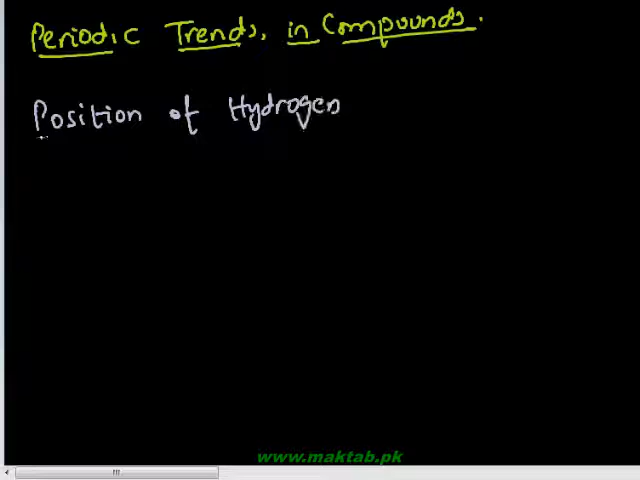 Periodic Trends, in Compounds.
Position of Hydrogen
www.maktab.pk